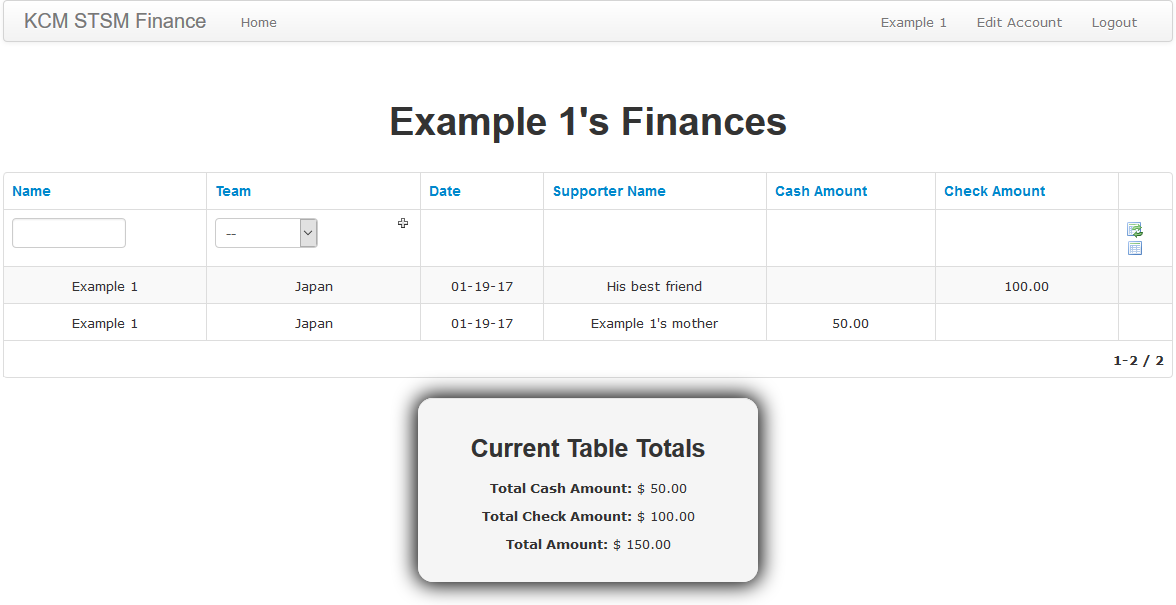 KCM STSM Finance Home Example 1 Edit Account Logout
Example 1's Finances
Name Team Date Supporter Name Cash Amount Check Amount
--
Example 1 Japan 01-19-17 His best friend 100.00
Example 1 Japan 01-19-17 Example 1's mother 50.00
1-2 / 2
Current Table Totals
Total Cash Amount: $ 50.00
Total Check Amount: $ 100.00
Total Amount: $ 150.00